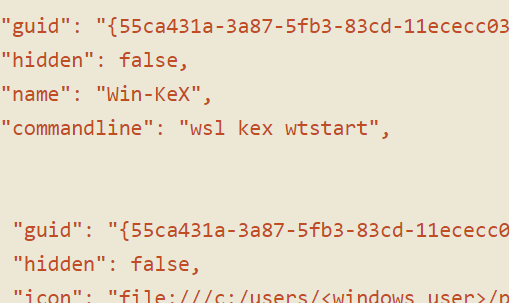 "guid": "{55ca431a-3a87-5fb3-83cd-11ececc03
"hidden": false,
"name": "Win-KeX",
"commandline": "wsl kex wtstart",
"guid": "{55ca431a-3a87-5fb3-83cd-11ececc0
"hidden": false,
"icon": "file:///c:/users/<windows user>/p